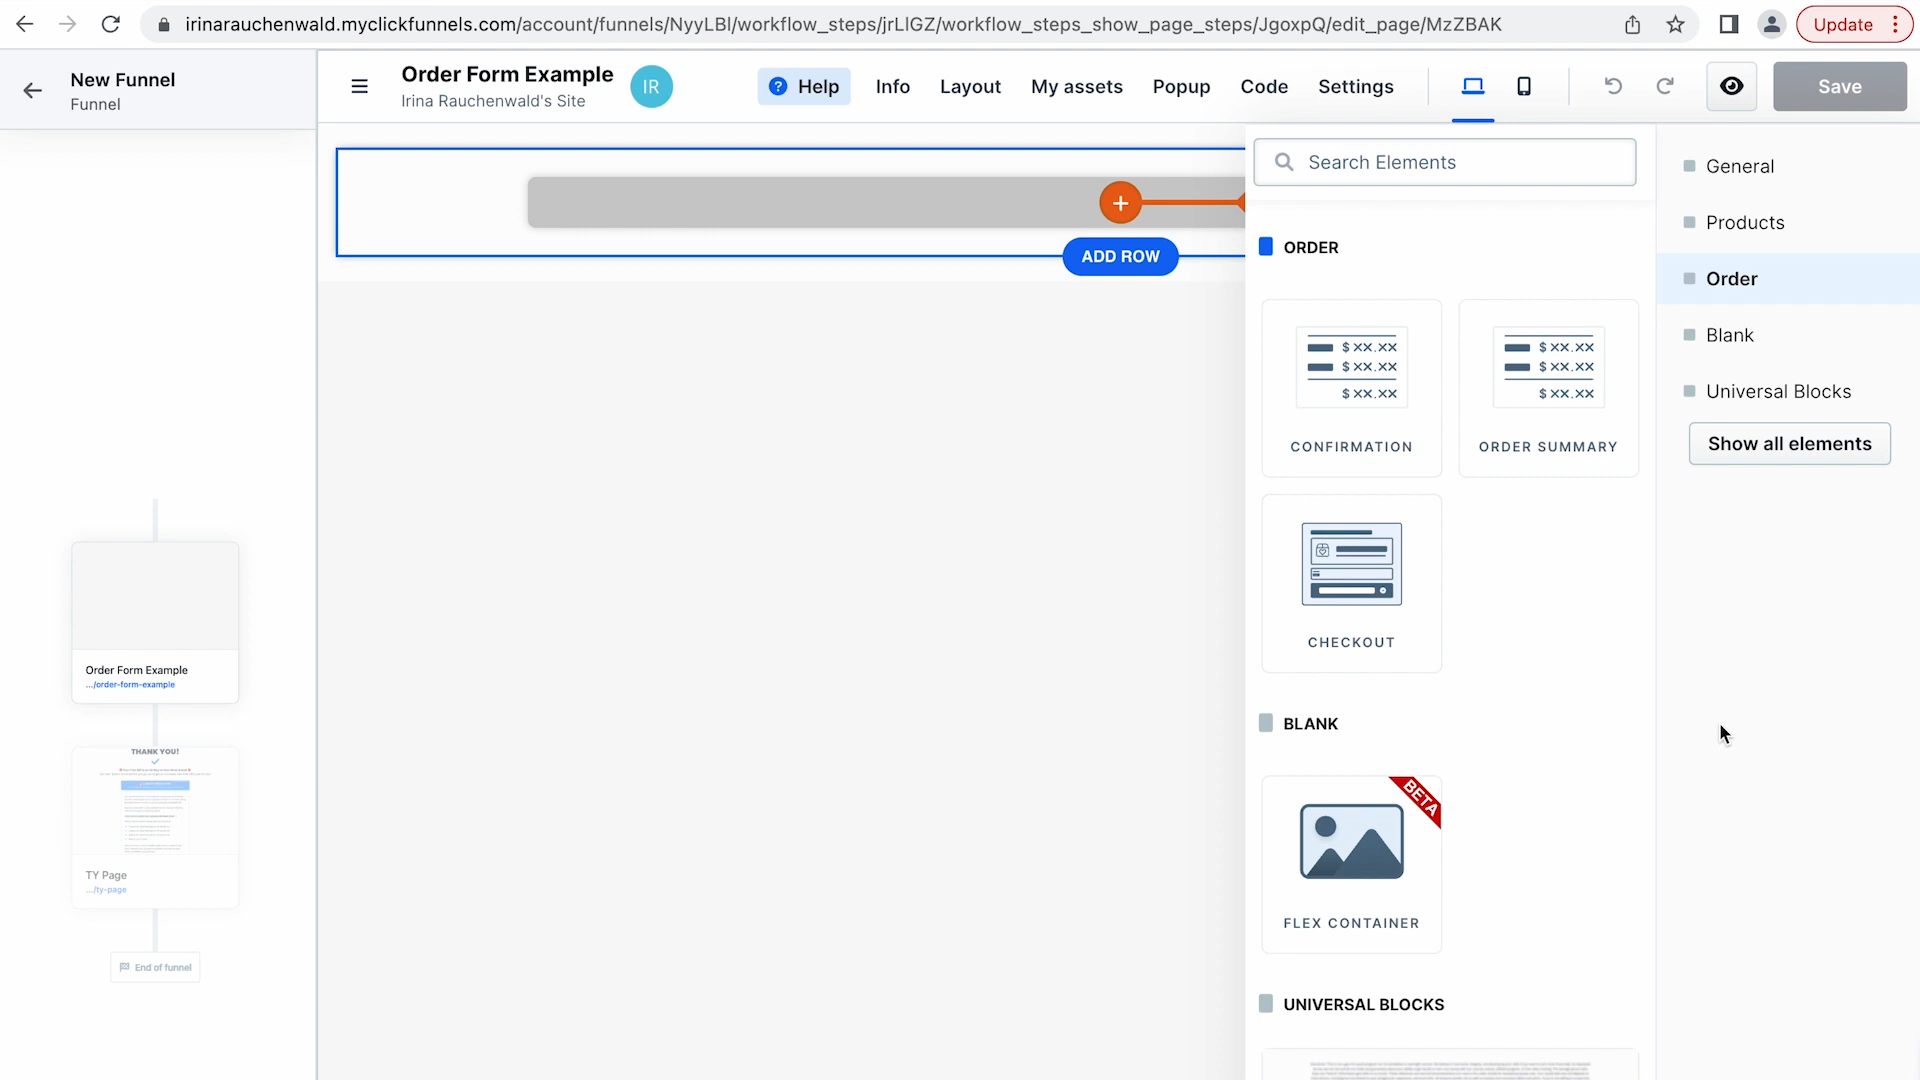 irinarauchenwald.myclickfunnels.com/account/funnels/NyyLBl/workflow_steps/jrLlGZ/workflow_steps_show_page_steps/JgoxpQ/edit_page/MzZBAK
Update
New Funnel
Funnel
Order Form Example
Irina Rauchenwald's Site
IR
Help
Info
Layout
My assets
Popup
Code
Settings
Save
Search Elements
ADD ROW
General
Products
Order
Blank
Universal Blocks
Show all elements
ORDER
$ XX.XX
$ XX.XX
$ XX.XX
CONFIRMATION
$ XX.XX
$ XX.XX
$ XX.XX
ORDER SUMMARY
CHECKOUT
BLANK
BETA
FLEX CONTAINER
UNIVERSAL BLOCKS
Order Form Example
.../order-form-example
THANK YOU!
TY Page
.../ty-page
End of funnel